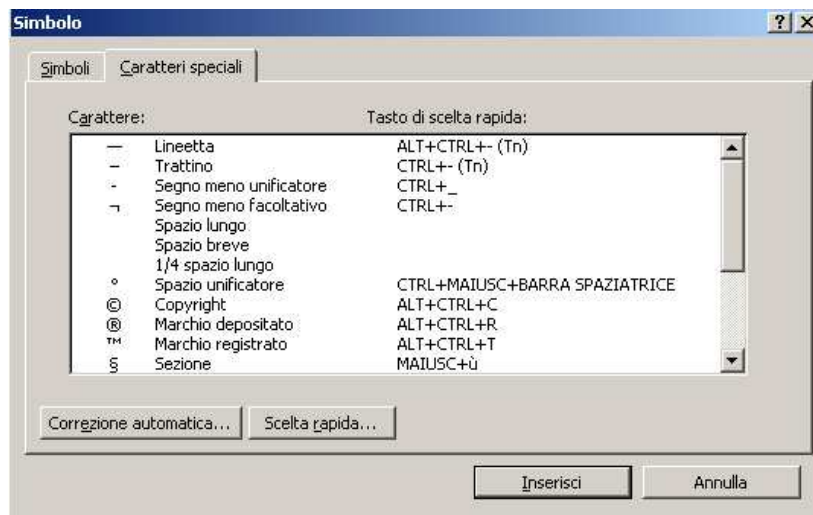 Simbolo
Simboli Caratteri speciali
Carattere: Tasto di scelta rapida:
— Lineetta ALT+CTRL+- (Tn)
– Trattino CTRL+- (Tn)
- Segno meno unificatore CTRL+_
¬ Segno meno facoltativo CTRL+-
Spazio lungo
Spazio breve
1/4 spazio lungo
° Spazio unificatore CTRL+MAIUSC+BARRA SPAZIATRICE
© Copyright ALT+CTRL+C
® Marchio depositato ALT+CTRL+R
™ Marchio registrato ALT+CTRL+T
§ Sezione MAIUSC+ù
Correzione automatica... Scelta rapida...
Inserisci Annulla